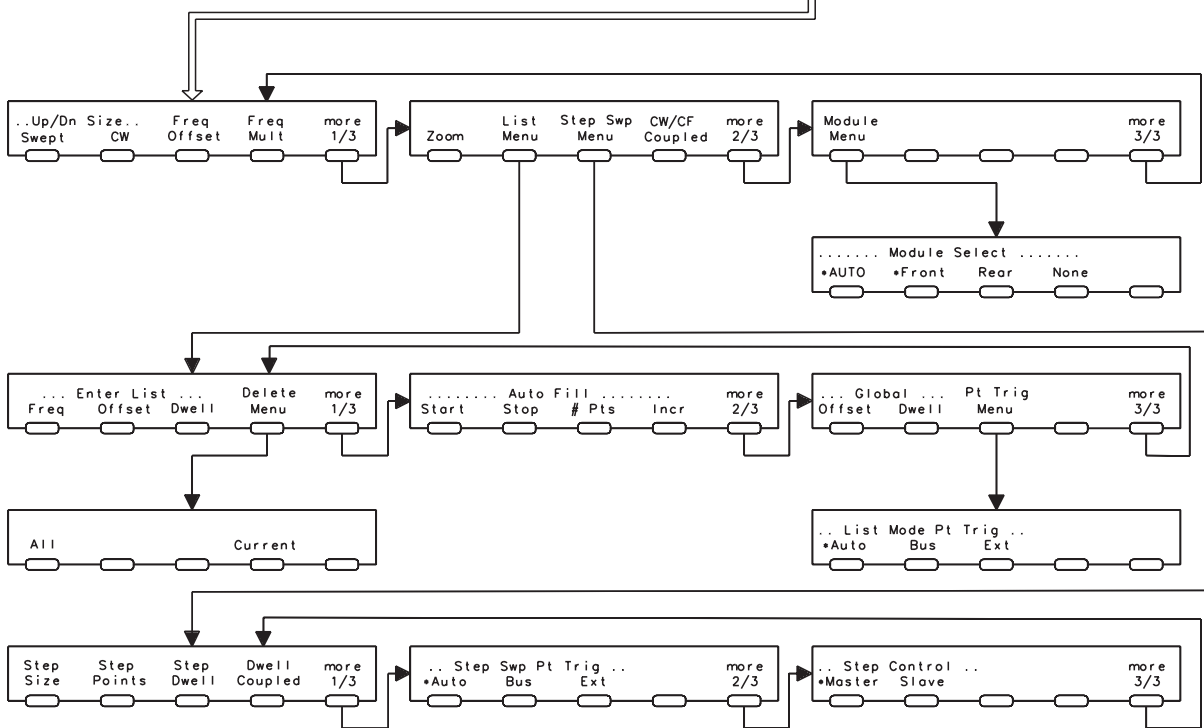 ..Up/Dn Size.. Freq Freq more
Swept CW Offset Mult 1/3
List Step Swp CW/CF more
Zoom Menu Menu Coupled 2/3
Module more
Menu 3/3
....... Module Select .......
*AUTO *Front Rear None
... Enter List ... Delete more
Freq Offset Dwell Menu 1/3
........ Auto Fill ........ more
Start Stop # Pts Incr 2/3
... Global ... Pt Trig more
Offset Dwell Menu 3/3
All Current
.. List Mode Pt Trig ..
*Auto Bus Ext
Step Step Step Dwell more
Size Points Dwell Coupled 1/3
.. Step Swp Pt Trig .. more
*Auto Bus Ext 2/3
.. Step Control .. more
*Master Slave 3/3